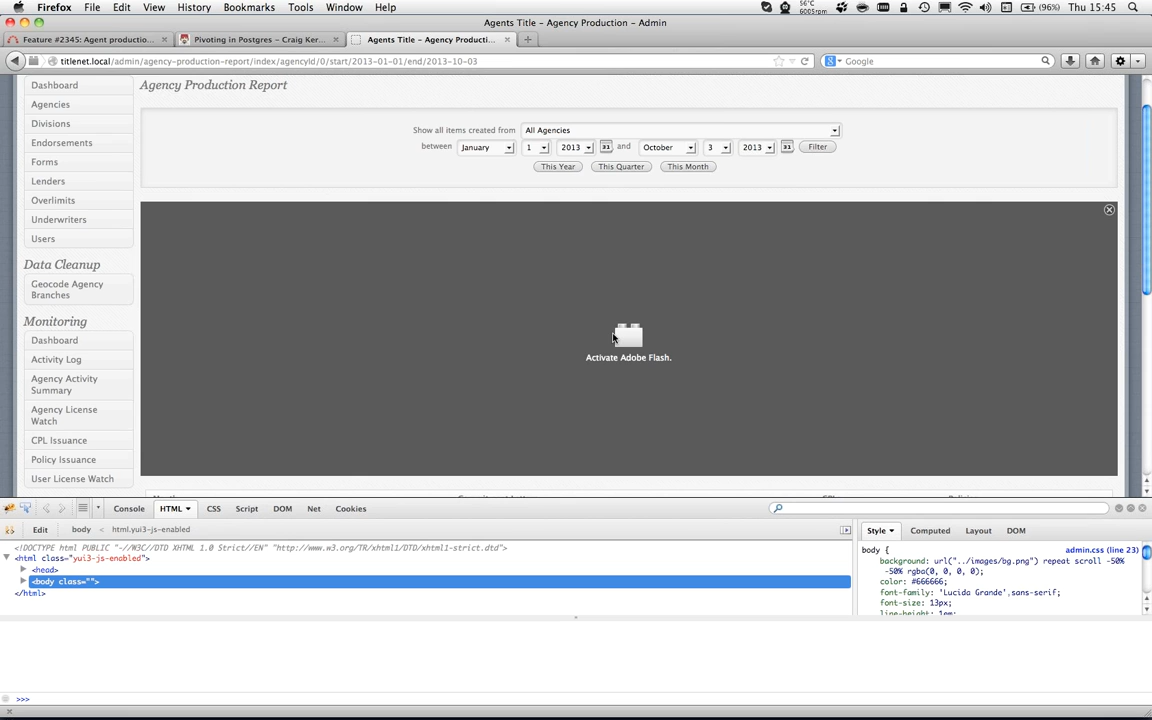 Firefox File Edit View History Bookmarks Tools Window Help 56°C 6005rpm (96%) Thu 15:45
Agents Title – Agency Production – Admin
Feature #2345: Agent productio... Pivoting in Postgres – Craig Ker... Agents Title – Agency Producti...
titlenet.local/admin/agency-production-report/index/agencyId/0/start/2013-01-01/end/2013-10-03 Google
Dashboard
Agencies
Divisions
Endorsements
Forms
Lenders
Overlimits
Underwriters
Users
Data Cleanup
Geocode Agency
Branches
Monitoring
Dashboard
Activity Log
Agency Activity
Summary
Agency License
Watch
CPL Issuance
Policy Issuance
User License Watch
Agency Production Report
Show all items created from All Agencies
between January 1 2013 31 and October 3 2013 31 Filter
This Year This Quarter This Month
Activate Adobe Flash.
Console HTML CSS Script DOM Net Cookies
Edit body < html.yui3-js-enabled
<!DOCTYPE html PUBLIC "-//W3C//DTD XHTML 1.0 Strict//EN" "http://www.w3.org/TR/xhtml1/DTD/xhtml1-strict.dtd">
<html class="yui3-js-enabled">
<head>
<body class="">
</html>
>>>
Style Computed Layout DOM
body { admin.css (line 23)
background: url("../images/bg.png") repeat scroll -50%
-50% rgba(0, 0, 0, 0);
color: #666666;
font-family: 'Lucida Grande',sans-serif;
font-size: 13px;
line-height: 1em;